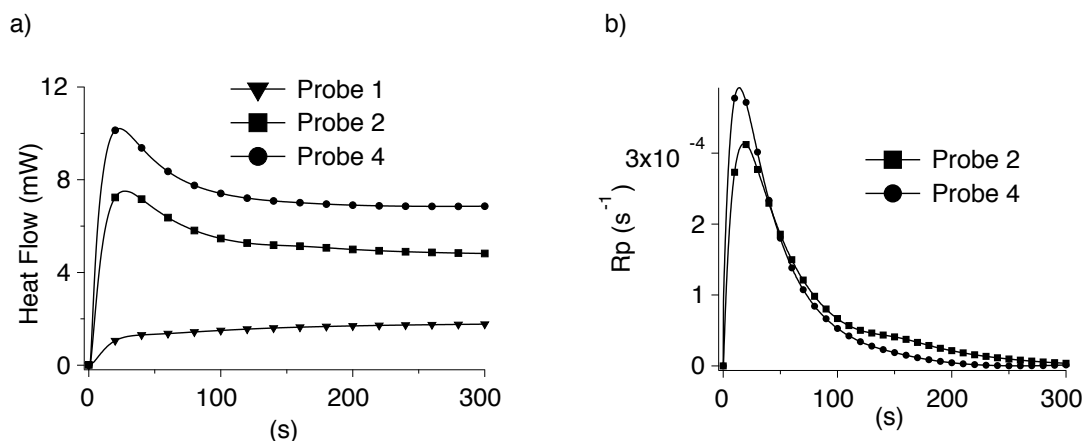 a)
12
8
4
0
Heat Flow (mW)
Probe 1
Probe 2
Probe 4
0
100
200
300
(s)
b)
3x10 -4
2
1
0
Rp (s-1)
Probe 2
Probe 4
0
100
200
300
(s)